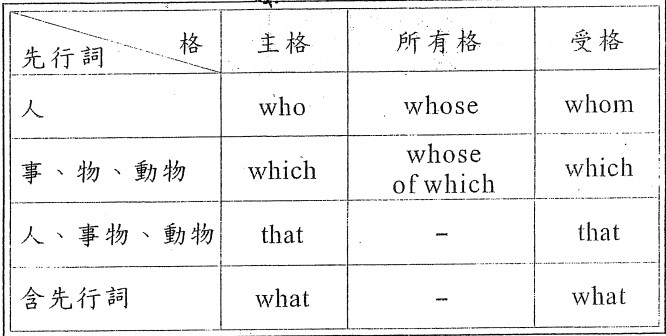 先行詞 格 主格 所有格 受格
人 who whose whom
事、物、動物 which whose of which which
人、事物、動物 that – that
含先行詞 what – what